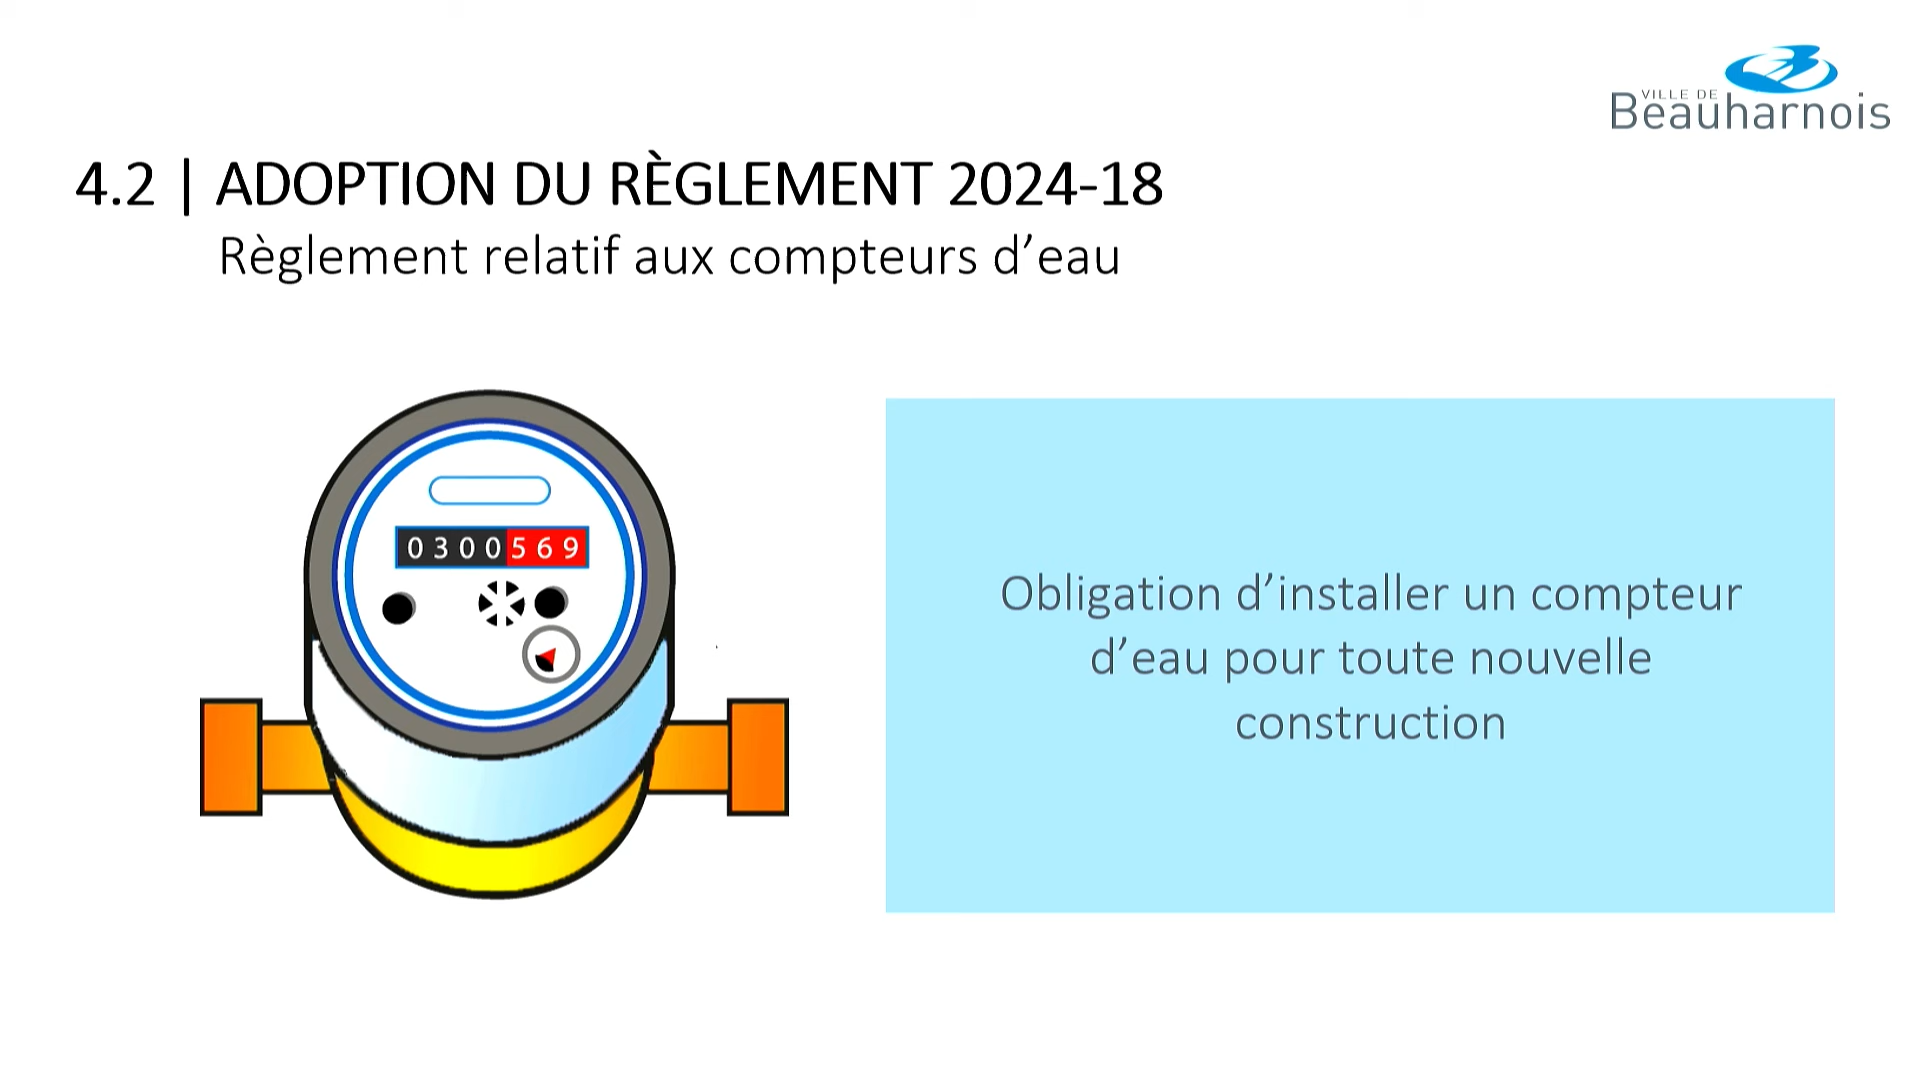 VILLE DE
Beauharnois
4.2 | ADOPTION DU RÈGLEMENT 2024-18
Règlement relatif aux compteurs d’eau
0300569
Obligation d’installer un compteur
d’eau pour toute nouvelle
construction